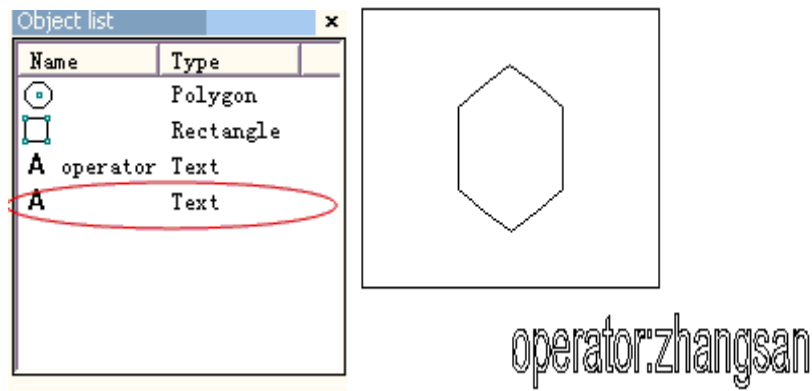 Object list
Name Type
Polygon
Rectangle
A operator Text
A Text
operator:zhangsan